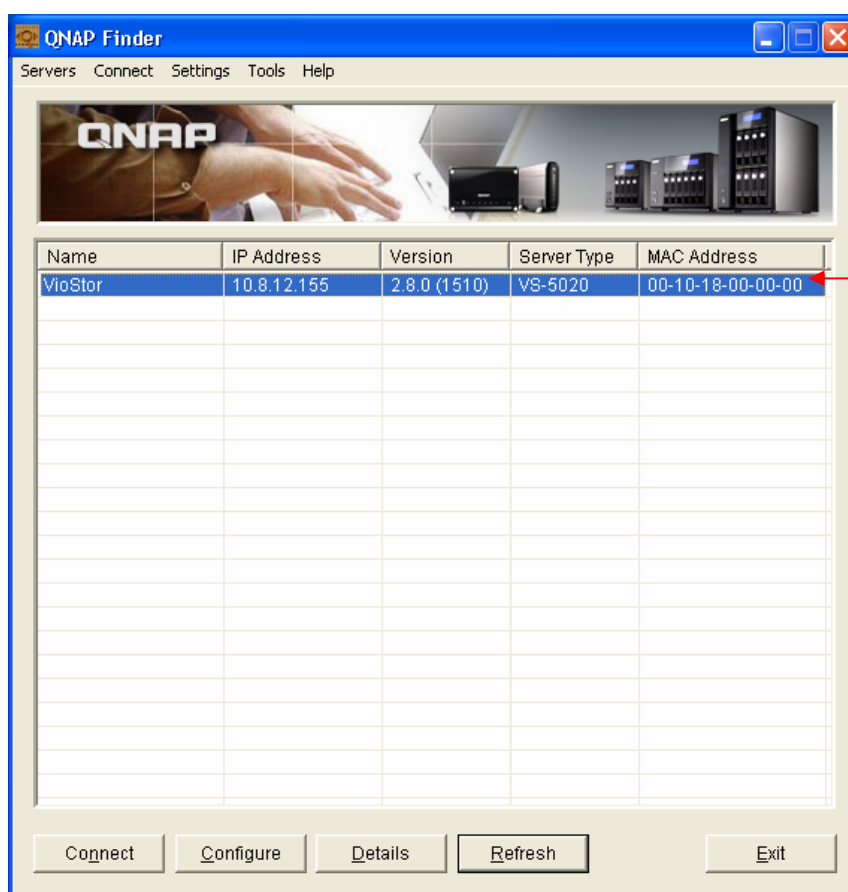 QNAP Finder
Servers Connect Settings Tools Help
QNAP
Name IP Address Version Server Type MAC Address
VioStor 10.8.12.155 2.8.0 (1510) VS-5020 00-10-18-00-00-00
Connect Configure Details Refresh Exit